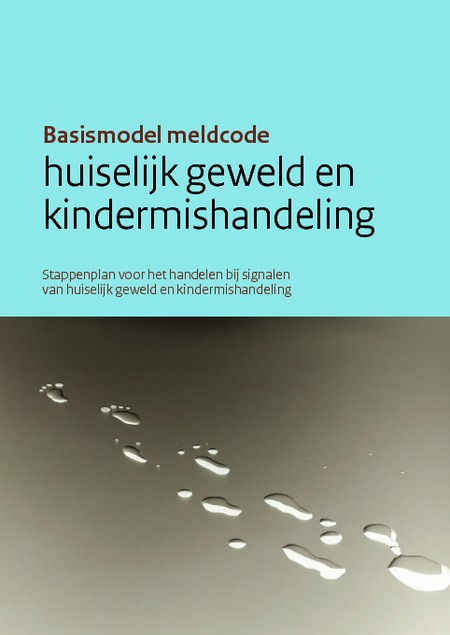 Basismodel meldcode
huiselijk geweld en
kindermishandeling
Stappenplan voor het handelen bij signalen
van huiselijk geweld en kindermishandeling